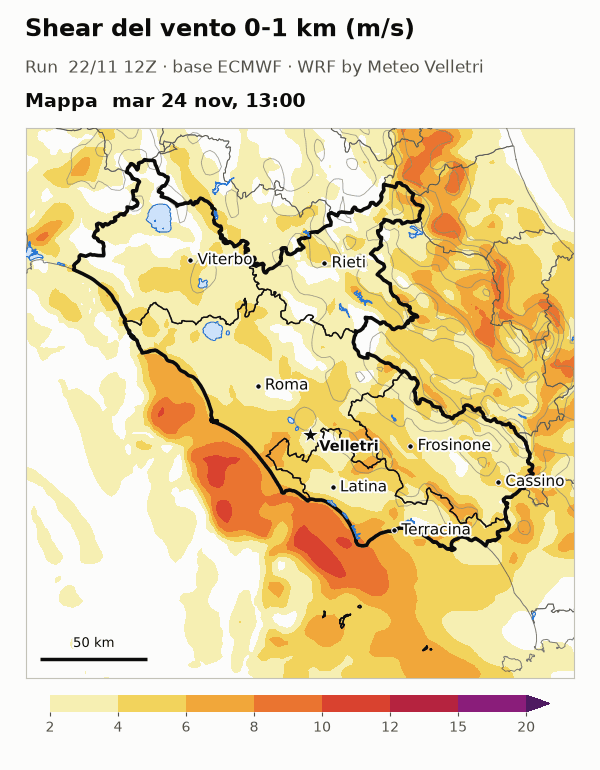 Shear del vento 0-1 km (m/s)
Run  22/11 12Z · base ECMWF · WRF by Meteo Velletri
Mappa  mar 24 nov, 13:00
Viterbo
Rieti
Roma
Velletri
Frosinone
Cassino
Latina
Terracina
50 km
2 4 6 8 10 12 15 20